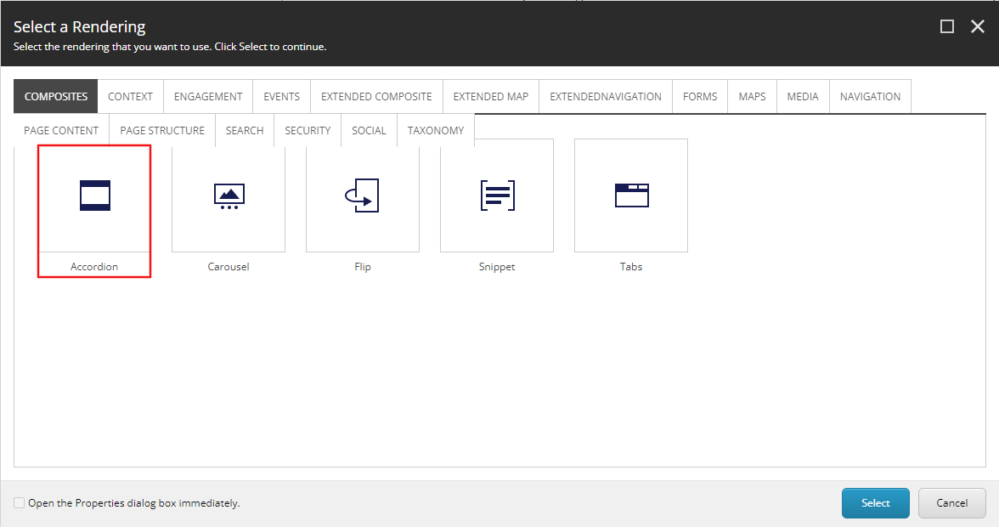 Select a Rendering
Select the rendering that you want to use. Click Select to continue.
COMPOSITES CONTEXT ENGAGEMENT EVENTS EXTENDED COMPOSITE EXTENDED MAP EXTENDEDNAVIGATION FORMS MAPS MEDIA NAVIGATION
PAGE CONTENT PAGE STRUCTURE SEARCH SECURITY SOCIAL TAXONOMY
Accordion Carousel Flip Snippet Tabs
Open the Properties dialog box immediately. Select Cancel